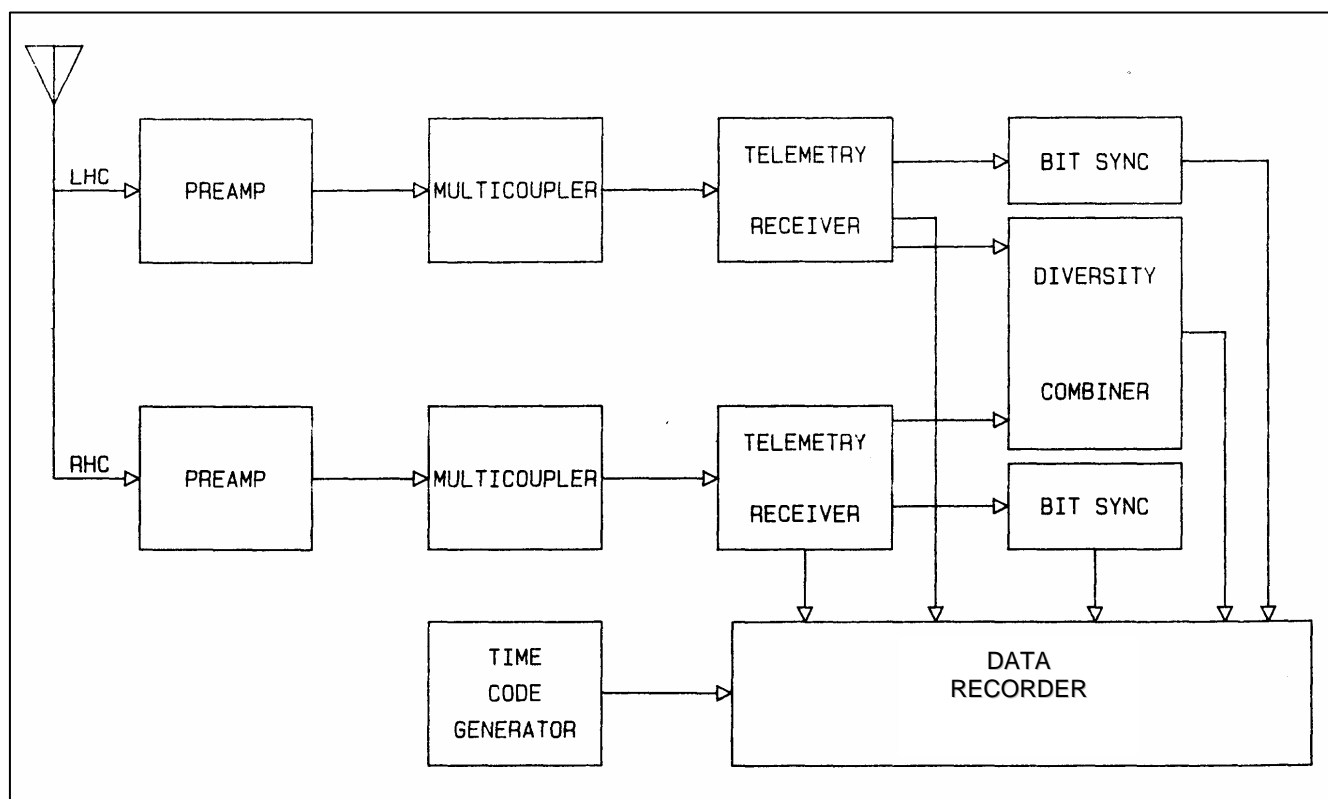 LHC
PREAMP
MULTICOUPLER
TELEMETRY
RECEIVER
BIT SYNC
DIVERSITY
COMBINER
RHC
PREAMP
MULTICOUPLER
TELEMETRY
RECEIVER
BIT SYNC
TIME
CODE
GENERATOR
DATA
RECORDER